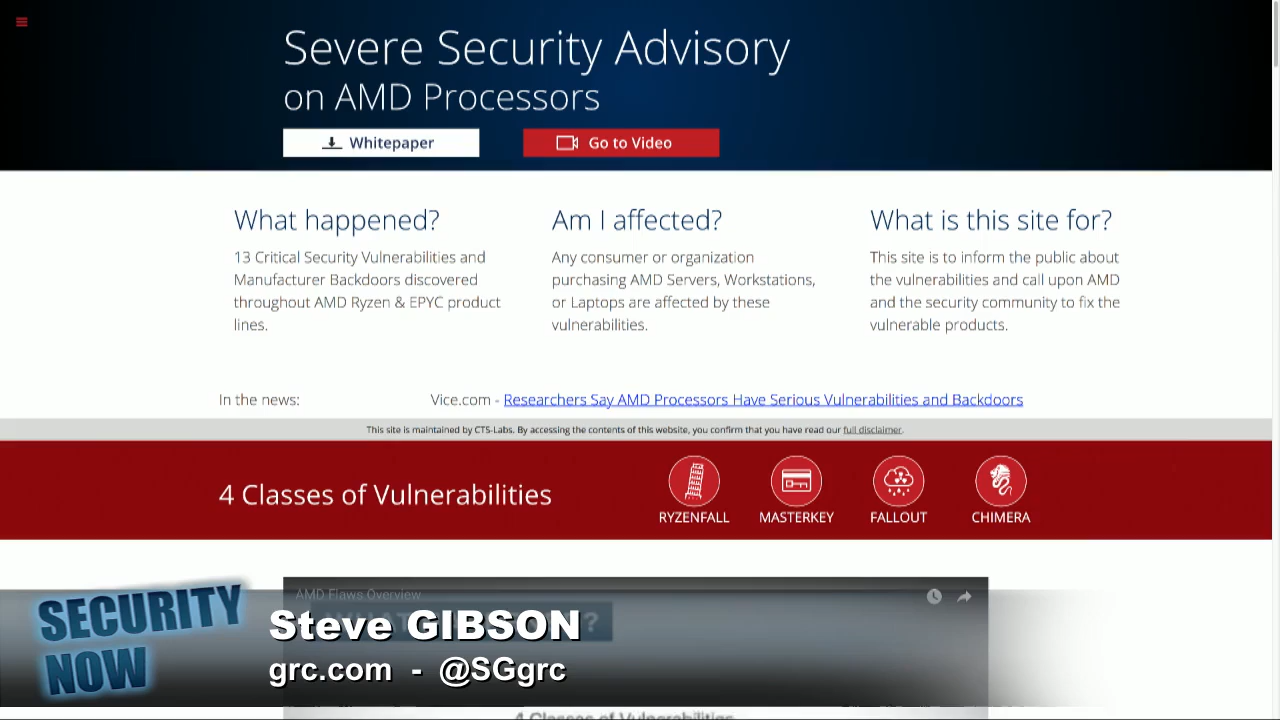 Severe Security Advisory
on AMD Processors
Whitepaper
Go to Video
What happened?
13 Critical Security Vulnerabilities and
Manufacturer Backdoors discovered
throughout AMD Ryzen & EPYC product
lines.
Am I affected?
Any consumer or organization
purchasing AMD Servers, Workstations,
or Laptops are affected by these
vulnerabilities.
What is this site for?
This site is to inform the public about
the vulnerabilities and call upon AMD
and the security community to fix the
vulnerable products.
In the news:
Vice.com - Researchers Say AMD Processors Have Serious Vulnerabilities and Backdoors
This site is maintained by CTS-Labs. By accessing the contents of this website, you confirm that you have read our full disclaimer.
4 Classes of Vulnerabilities
RYZENFALL
MASTERKEY
FALLOUT
CHIMERA
AMD Flaws Overview
SECURITY
NOW
Steve GIBSON
grc.com - @SGgrc
4 Classes of Vulnerabilities